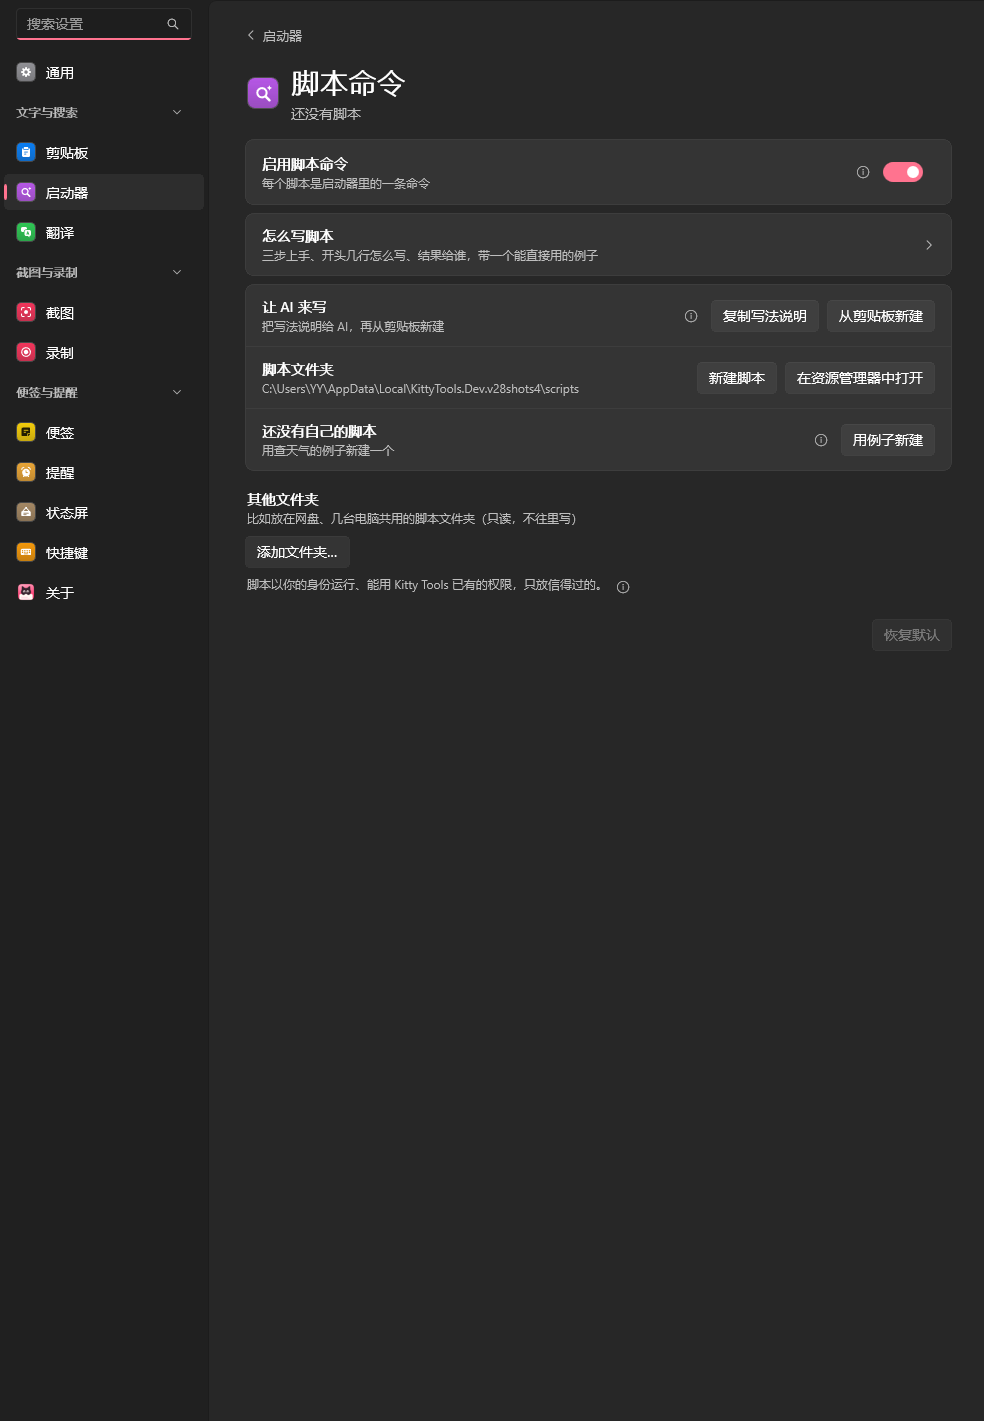 搜索设置
通用
文字与搜索
剪贴板
启动器
翻译
截图与录制
截图
录制
便签与提醒
便签
提醒
状态屏
快捷键
关于
启动器
脚本命令
还没有脚本
启用脚本命令
每个脚本是启动器里的一条命令
怎么写脚本
三步上手、开头几行怎么写、结果给谁，带一个能直接用的例子
让 AI 来写
把写法说明给 AI，再从剪贴板新建
复制写法说明
从剪贴板新建
脚本文件夹
C:\Users\YY\AppData\Local\KittyTools.Dev.v28shots4\scripts
新建脚本
在资源管理器中打开
还没有自己的脚本
用查天气的例子新建一个
用例子新建
其他文件夹
比如放在网盘、几台电脑共用的脚本文件夹（只读，不往里写）
添加文件夹...
脚本以你的身份运行、能用 Kitty Tools 已有的权限，只放信得过的。
恢复默认